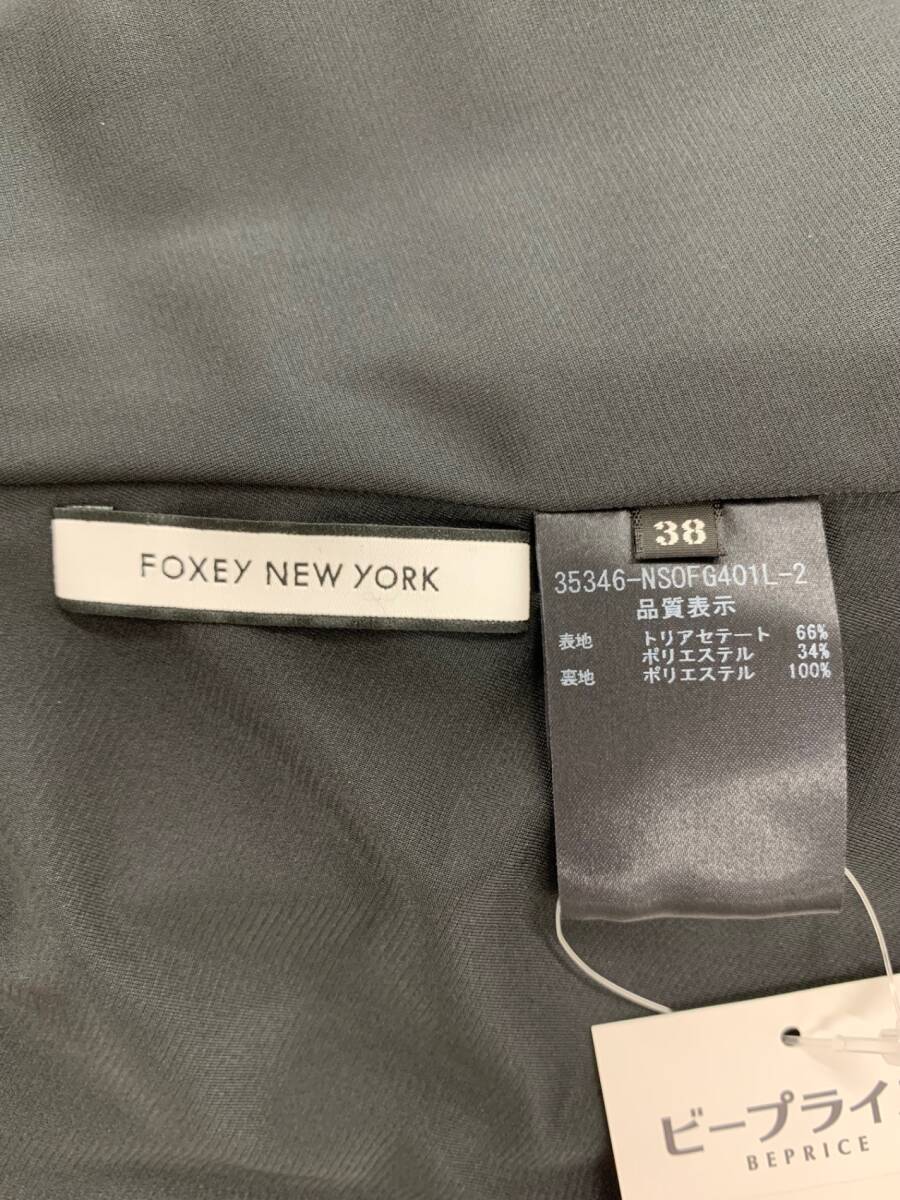 FOXEY NEW YORK
38
35346-NSOFG401L-2
品質表示
表地 トリアセテート 66%
ポリエステル 34%
裏地 ポリエステル 100%
ビープライ
BEPRICE